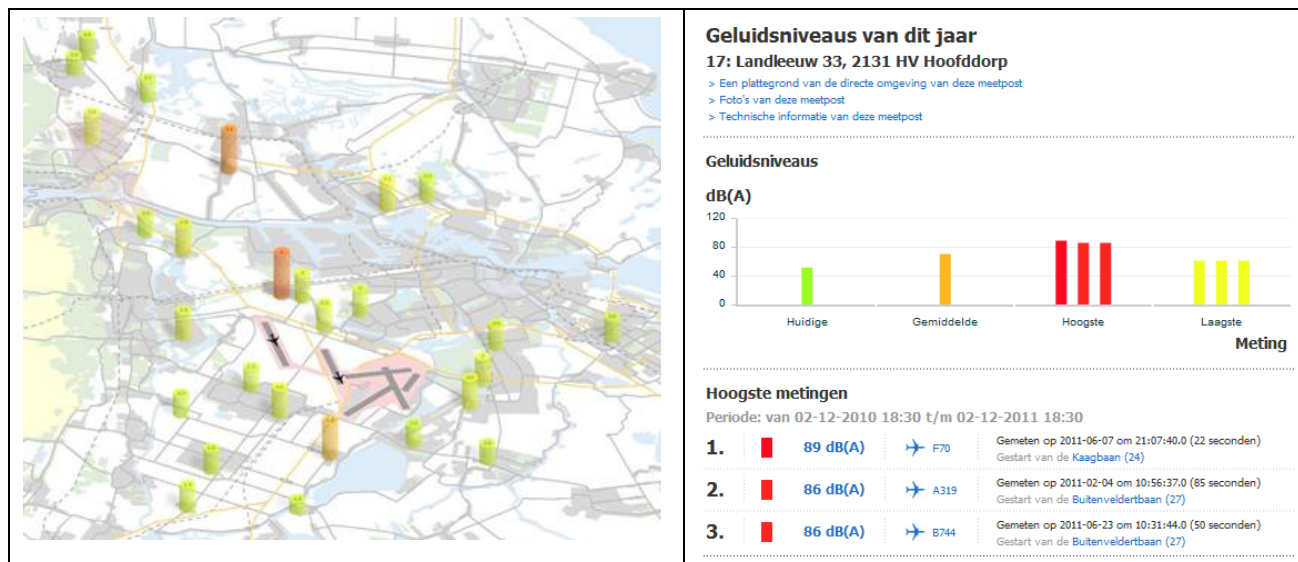 Geluidsniveaus van dit jaar
17: Landleeuw 33, 2131 HV Hoofddorp
> Een plattegrond van de directe omgeving van deze meetpost
> Foto's van deze meetpost
> Technische informatie van deze meetpost
Geluidsniveaus
dB(A)
120
80
40
0
Huidige Gemiddelde Hoogste Laagste
Meting
Hoogste metingen
Periode: van 02-12-2010 18:30 t/m 02-12-2011 18:30
1. 89 dB(A) F70 Gemeten op 2011-06-07 om 21:07:40.0 (22 seconden)
Gestart van de Kaagbaan (24)
2. 86 dB(A) A319 Gemeten op 2011-02-04 om 10:56:37.0 (85 seconden)
Gestart van de Buitenveldertbaan (27)
3. 86 dB(A) B744 Gemeten op 2011-06-23 om 10:31:44.0 (50 seconden)
Gestart van de Buitenveldertbaan (27)